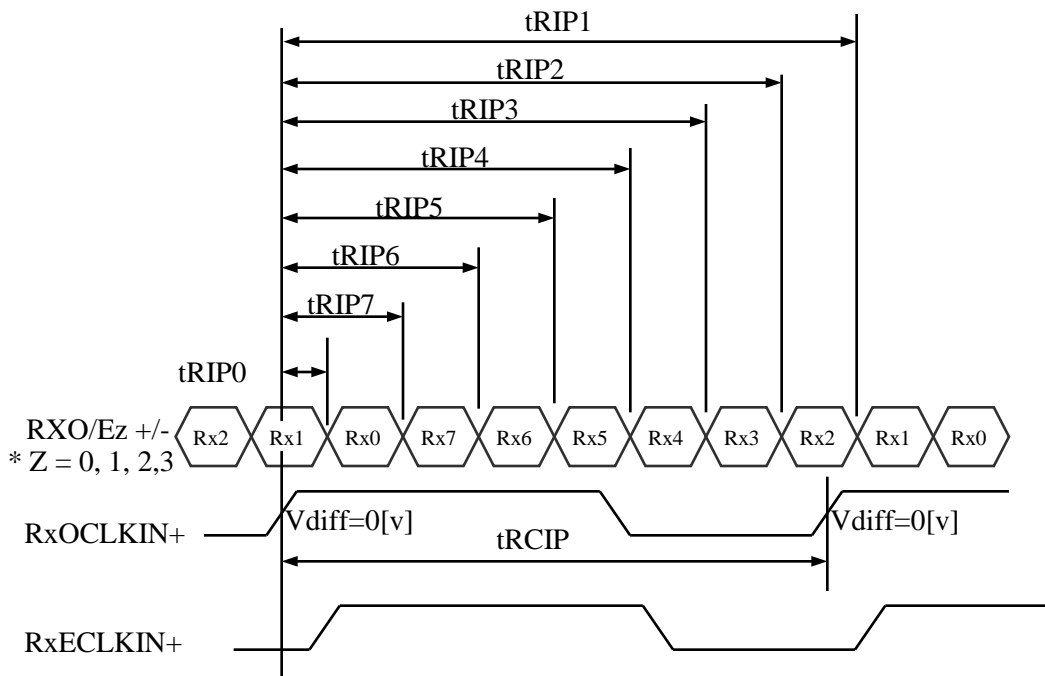 tRIP1
tRIP2
tRIP3
tRIP4
tRIP5
tRIP6
tRIP7
tRIP0
RXO/Ez +/-
* Z = 0, 1, 2,3
Rx2 Rx1 Rx0 Rx7 Rx6 Rx5 Rx4 Rx3 Rx2 Rx1 Rx0
RxOCLKIN+
Vdiff=0[v] Vdiff=0[v]
tRCIP
RxECLKIN+